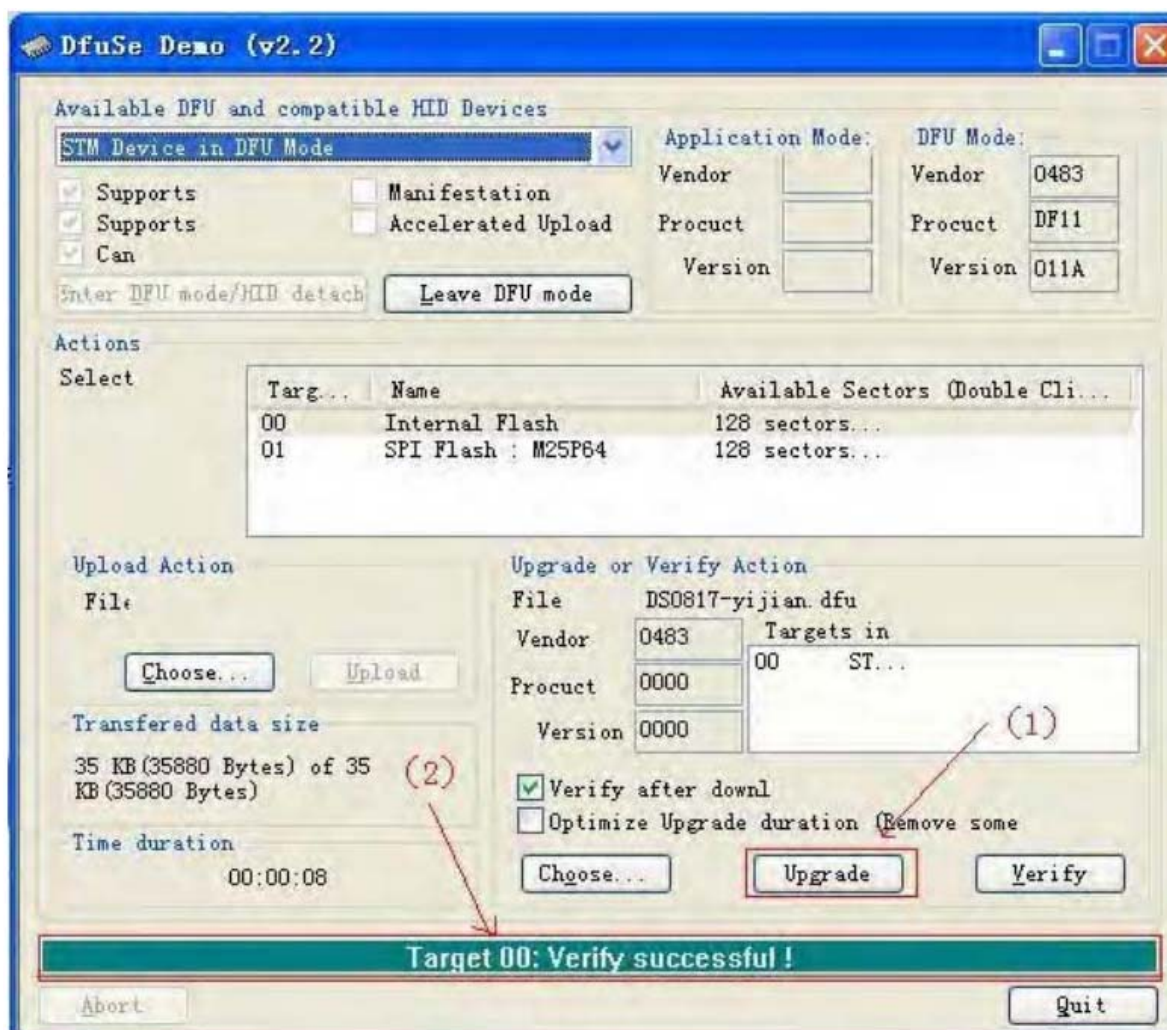 DfuSe Demo (v2.2)
Available DFU and compatible HID Devices
STM Device in DFU Mode
Supports
Manifestation
Supports
Accelerated Upload
Can
Enter DFU mode/HID detach
Leave DFU mode
Application Mode:
Vendor
Procuct
Version
DFU Mode:
Vendor 0483
Procuct DF11
Version 011A
Actions
Select
Targ... Name Available Sectors (Double Cli...
00 Internal Flash 128 sectors...
01 SPI Flash : M25P64 128 sectors...
Upload Action
File
Choose... Upload
Transfered data size
35 KB(35880 Bytes) of 35
KB(35880 Bytes)
(2)
Time duration
00:00:08
Upgrade or Verify Action
File DS0817-yijian.dfu
Vendor 0483
Procuct 0000
Version 0000
Targets in
00 ST...
(1)
Verify after downl
Optimize Upgrade duration (Remove some
Choose... Upgrade Verify
Target 00: Verify successful !
Abort Quit